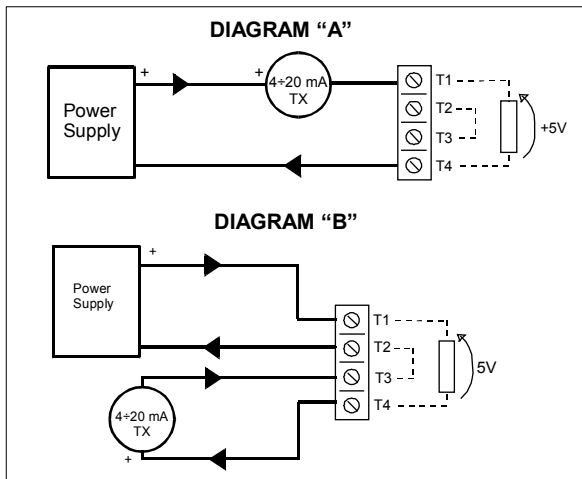 DIAGRAM “A”
+
+
4÷20 mA
TX
Power
Supply
T1
T2
T3
T4
+5V
DIAGRAM “B”
+
Power
Supply
T1
T2
T3
T4
5V
4÷20 mA
TX
+